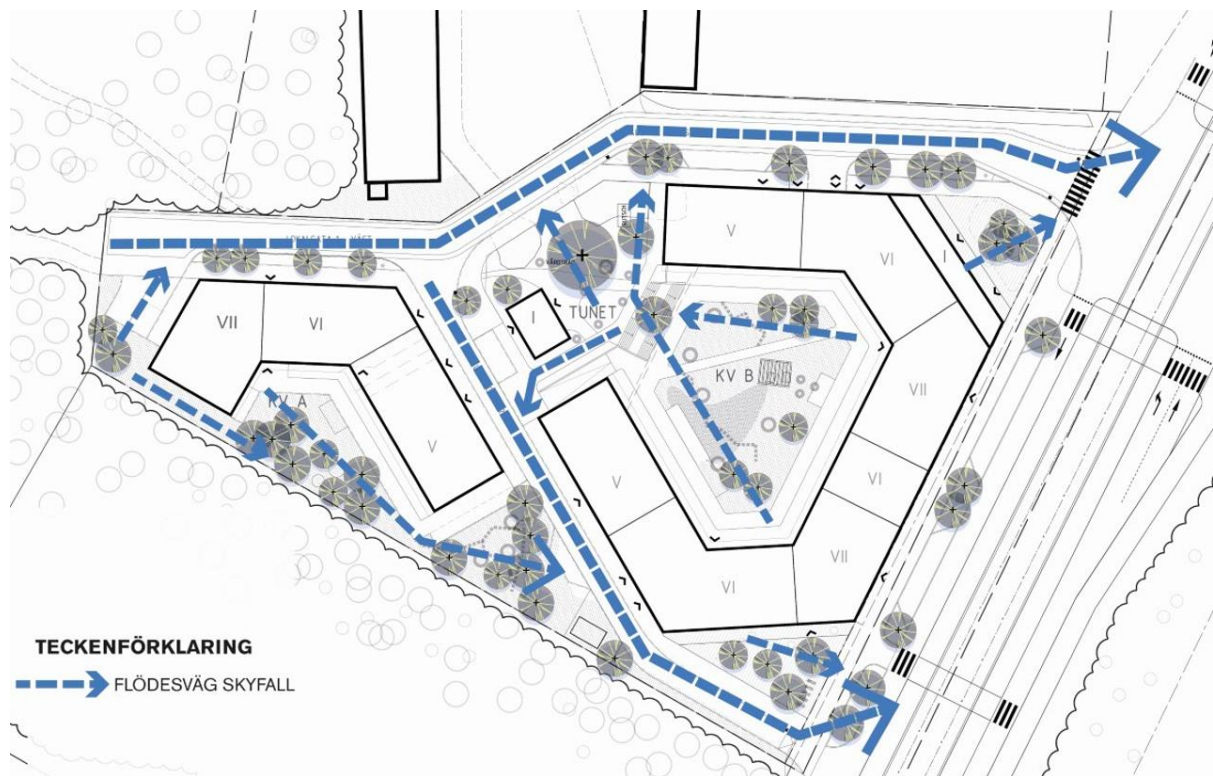 V
VI
I
VII
VI
I
TUNET
KV B
VII
KV A
V
V
VI
VI
VII
TECKENFÖRKLARING
FLÖDESVÄG SKYFALL